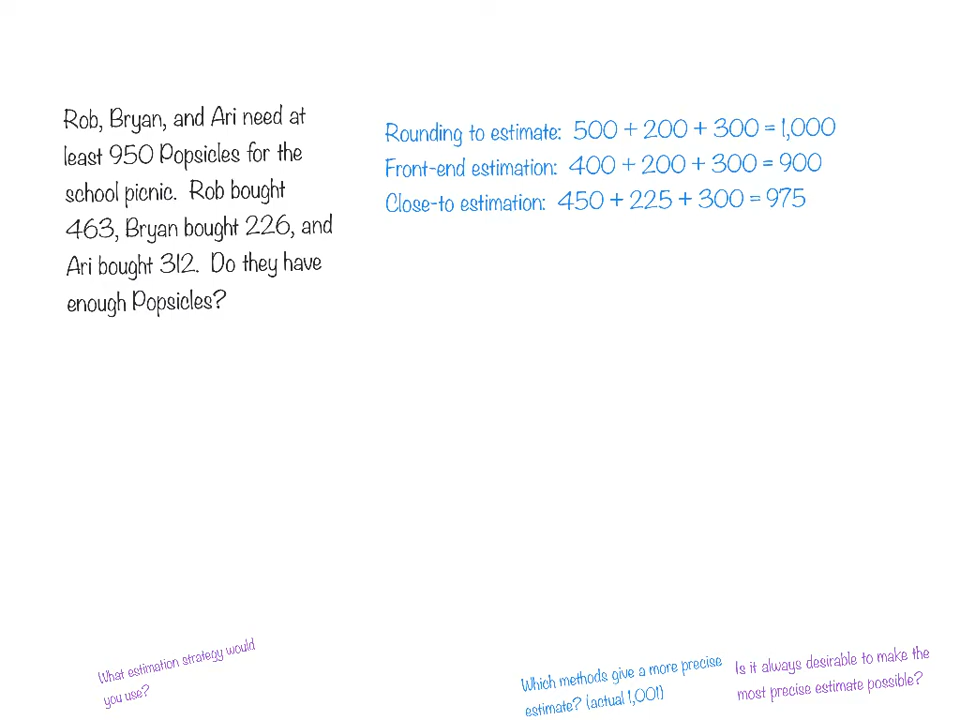 Rob, Bryan, and Ari need at
least 950 Popsicles for the
school picnic. Rob bought
463, Bryan bought 226, and
Ari bought 312. Do they have
enough Popsicles?
Rounding to estimate: 500 + 200 + 300 = 1,000
Front-end estimation: 400 + 200 + 300 = 900
Close-to estimation: 450 + 225 + 300 = 975
What estimation strategy would
you use?
Which methods give a more precise
estimate? (actual 1,001)
Is it always desirable to make the
most precise estimate possible?